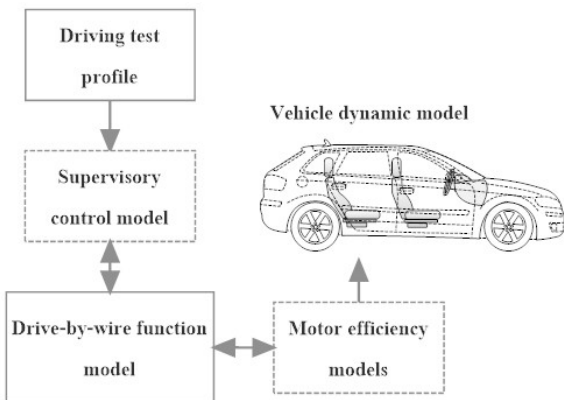 Driving test
profile
Vehicle dynamic model
Supervisory
control model
Drive-by-wire function
model
Motor efficiency
models